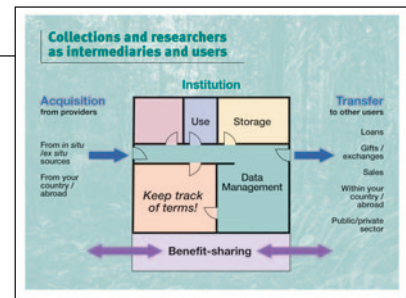 Collections and researchers
as intermediaries and users
Institution
Acquisition
from providers
From in situ
/ex situ
sources
From your
country /
abroad
Use
Storage
Keep track
of terms!
Data
Management
Transfer
to other users
Loans
Gifts /
exchanges
Sales
Within your
country /
abroad
Public/private
sector
Benefit-sharing